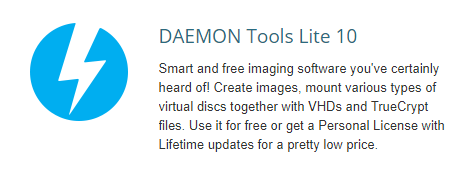 DAEMON Tools Lite 10
Smart and free imaging software you've certainly
heard of! Create images, mount various types of
virtual discs together with VHDs and TrueCrypt
files. Use it for free or get a Personal License with
Lifetime updates for a pretty low price.